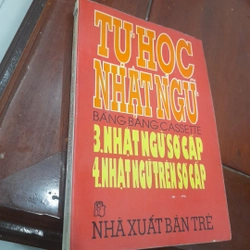 TỰ HỌC
NHẬT NGỮ
BẰNG BĂNG CASSETTE
3.NHẬT NGỮ SƠ CẤP
4.NHẬT NGỮ TRÊN SƠ CẤP
NHÀ XUẤT BẢN TRẺ